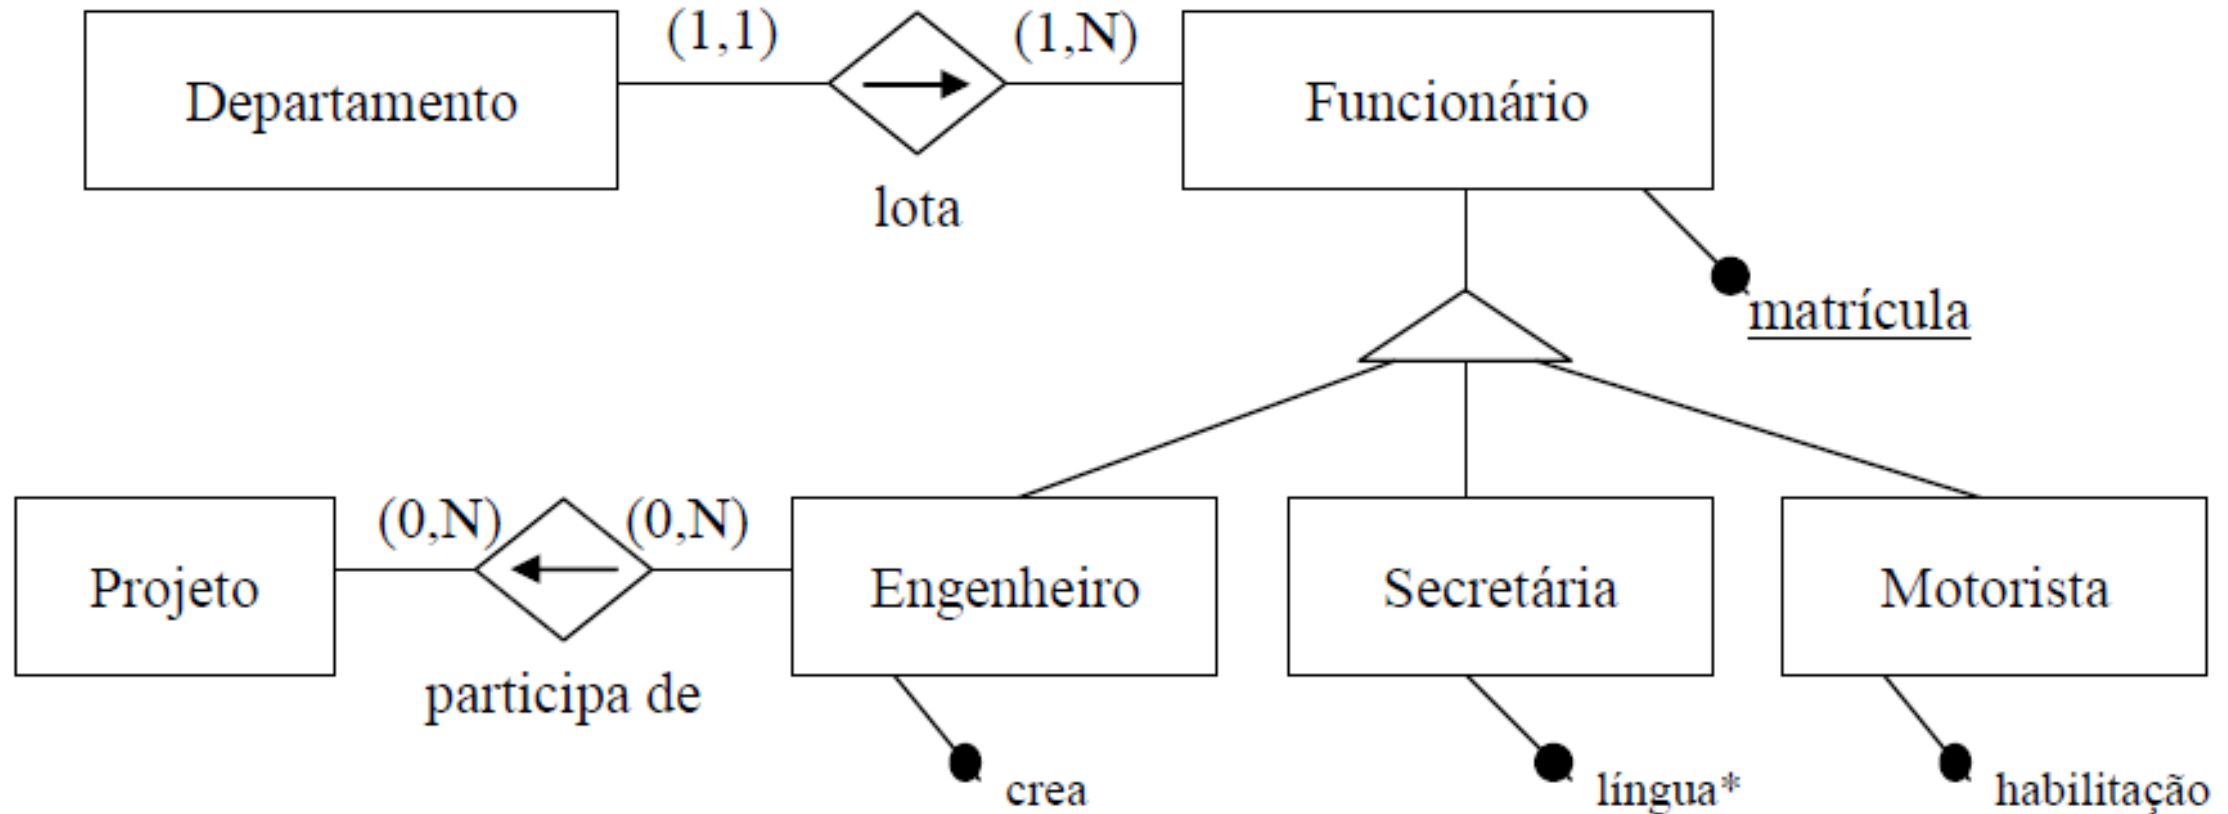 (1,1) (1,N)
Departamento Funcionário
lota
matrícula
(0,N) (0,N)
Projeto Engenheiro Secretária Motorista
participa de
crea língua* habilitação